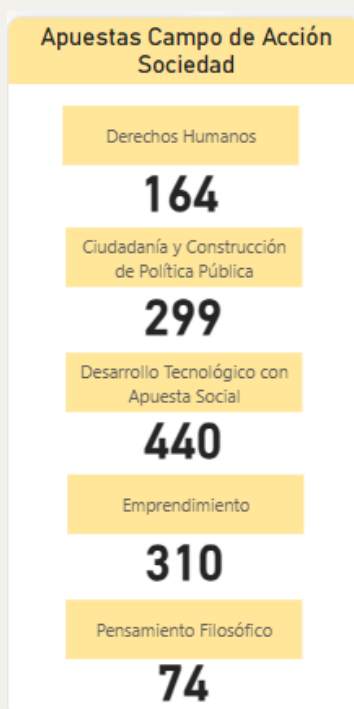 Apuestas Campo de Acción
Sociedad
Derechos Humanos
164
Ciudadanía y Construcción
de Política Pública
299
Desarrollo Tecnológico con
Apuesta Social
440
Emprendimiento
310
Pensamiento Filosófico
74